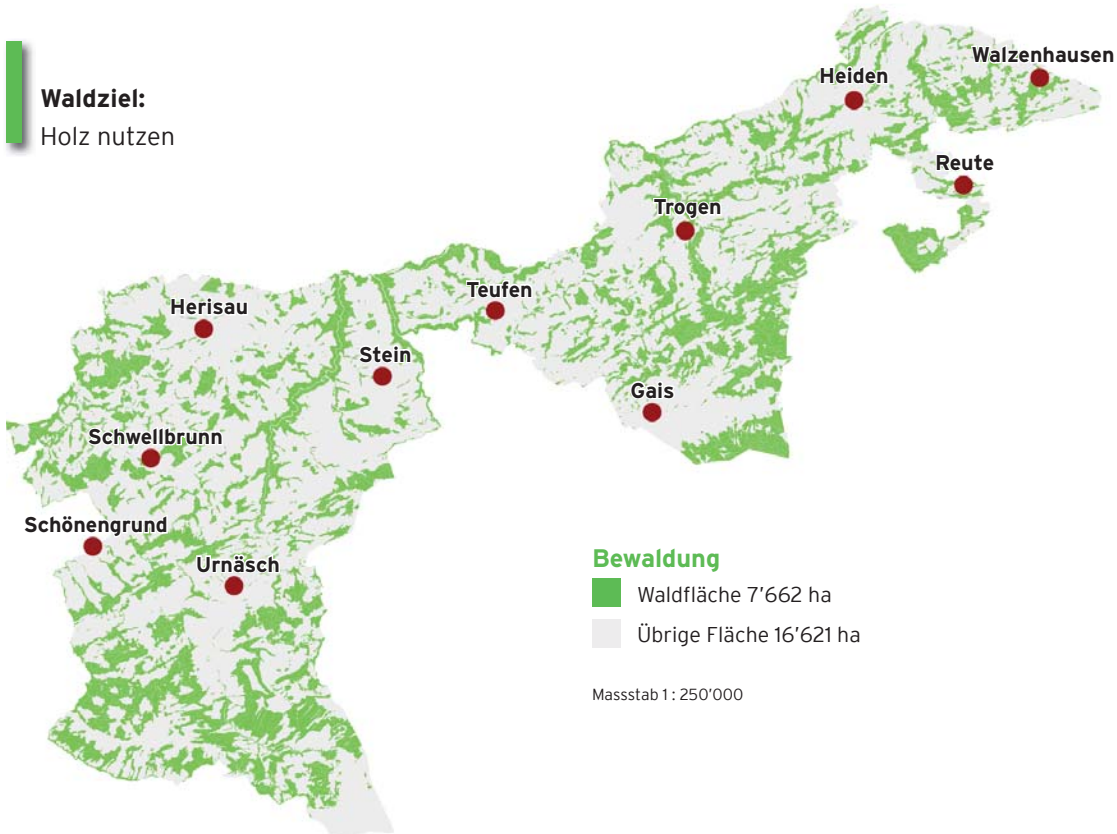 Waldziel:
Holz nutzen
Walzenhausen
Heiden
Reute
Trogen
Teufen
Herisau
Stein
Gais
Schwellbrunn
Schönengrund
Urnäsch
Bewaldung
Waldfläche 7’662 ha
Übrige Fläche 16’621 ha
Massstab 1 : 250’000